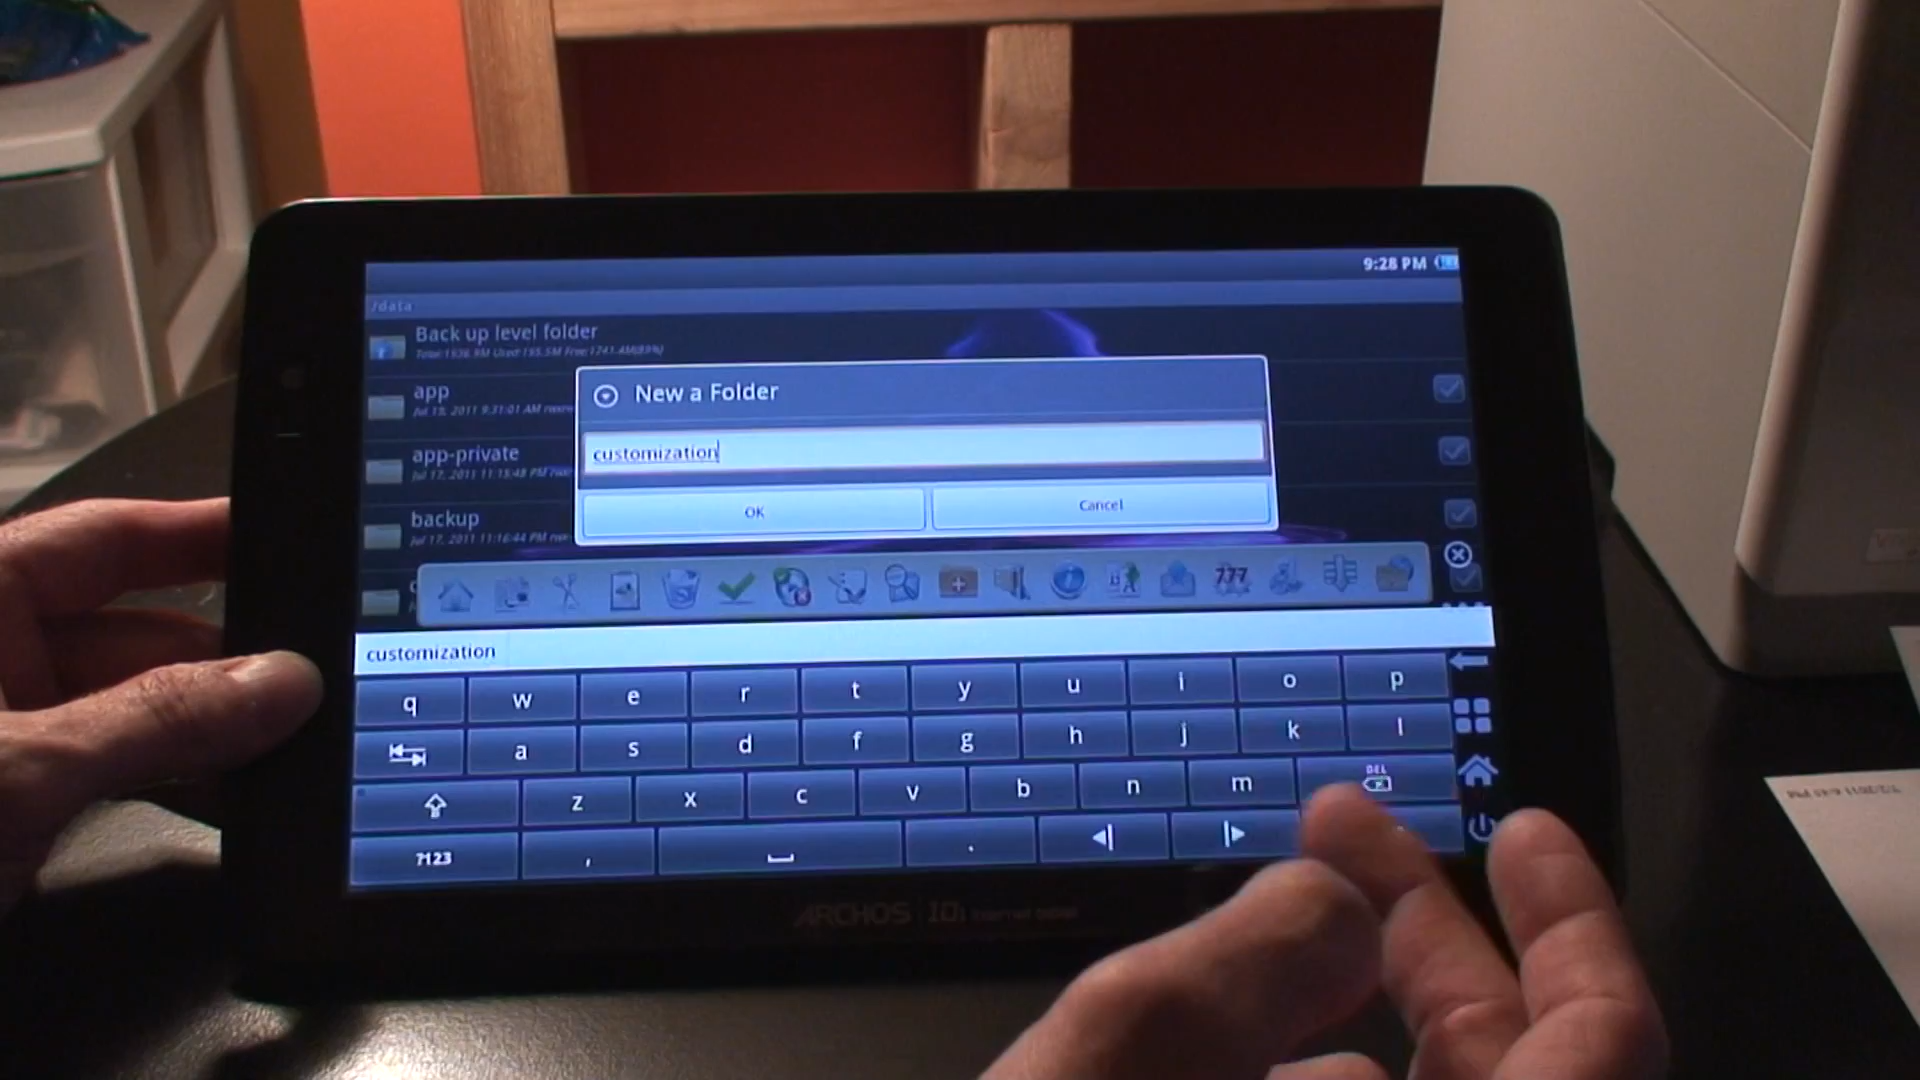 9:28 PM
/data
Back up level folder
app
app-private
backup
New a Folder
customization
OK
Cancel
777
customization
q w e r t y u i o p
a s d f g h j k l
z x c v b n m DEL
?123 , .
ARCHOS 10